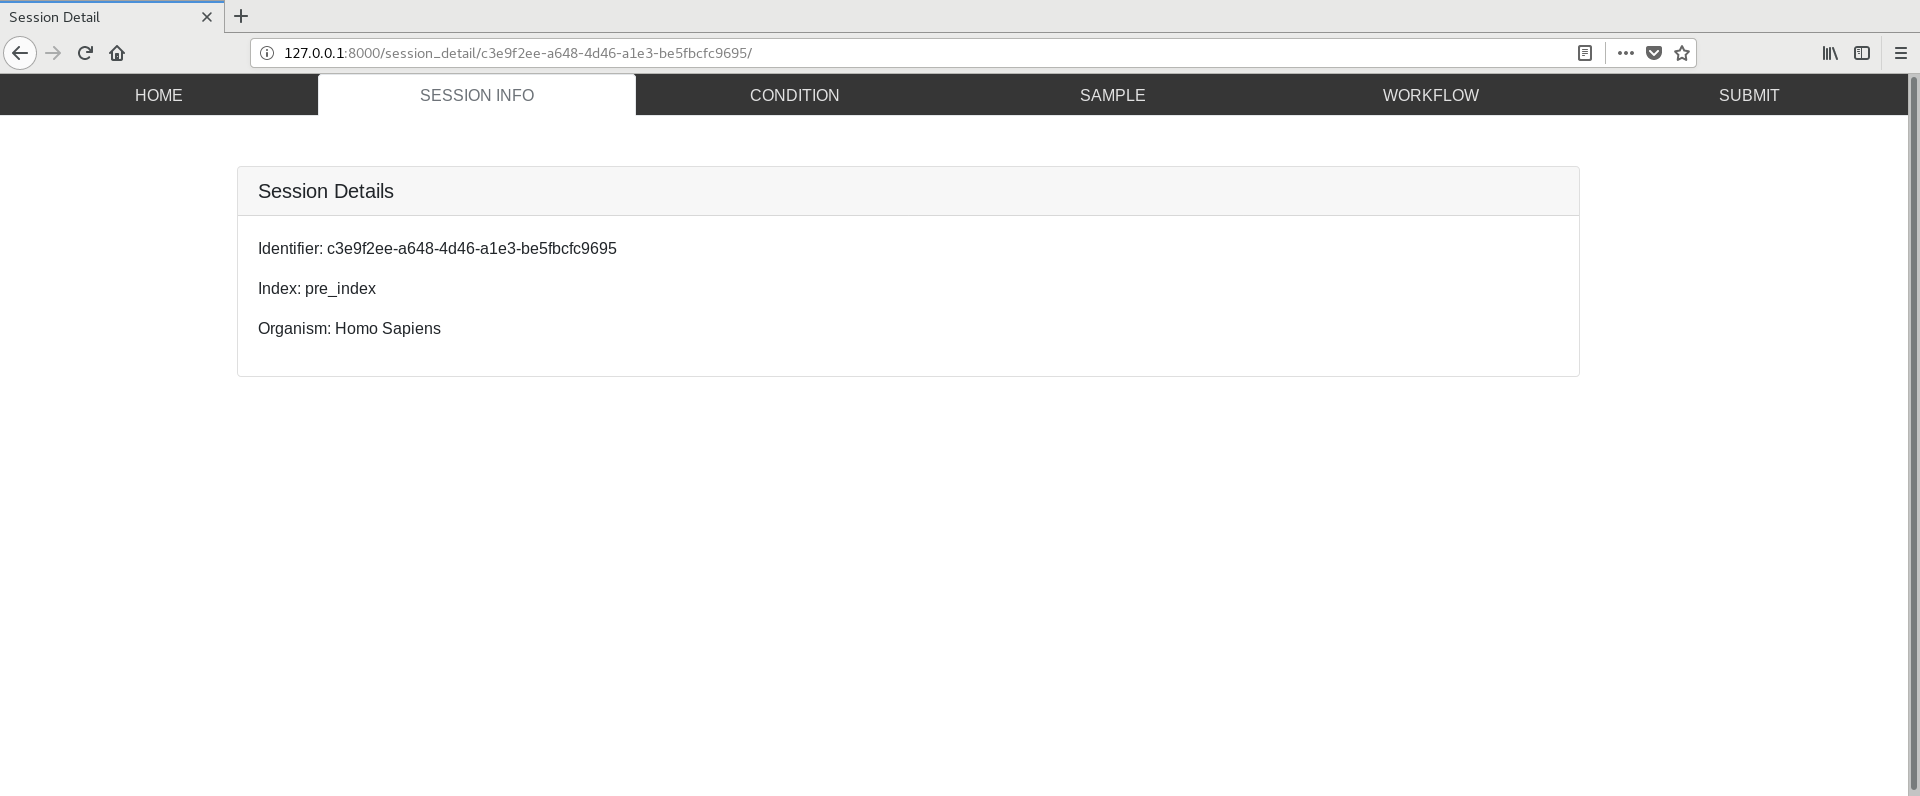 Session Detail
127.0.0.1:8000/session_detail/c3e9f2ee-a648-4d46-a1e3-be5fbcfc9695/
HOME SESSION INFO CONDITION SAMPLE WORKFLOW SUBMIT
Session Details
Identifier: c3e9f2ee-a648-4d46-a1e3-be5fbcfc9695
Index: pre_index
Organism: Homo Sapiens